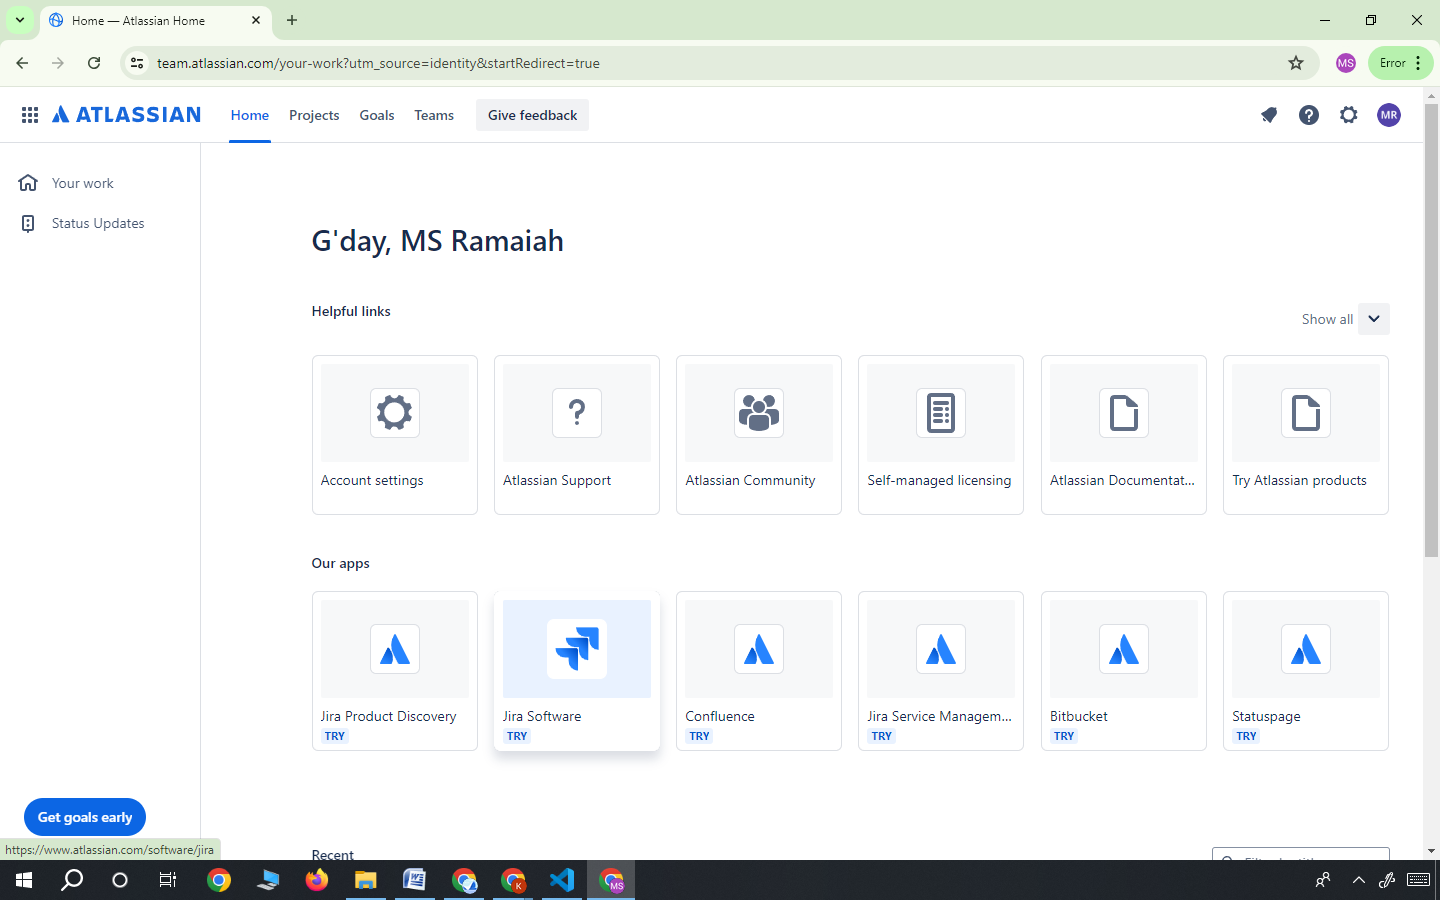 Home — Atlassian Home
team.atlassian.com/your-work?utm_source=identity&startRedirect=true
MS
Error
ATLASSIAN
Home
Projects
Goals
Teams
Give feedback
MR
Your work
Status Updates
G'day, MS Ramaiah
Helpful links
Show all
Account settings
Atlassian Support
Atlassian Community
Self-managed licensing
Atlassian Documentat...
Try Atlassian products
Our apps
Jira Product Discovery
TRY
Jira Software
TRY
Confluence
TRY
Jira Service Managem...
TRY
Bitbucket
TRY
Statuspage
TRY
Get goals early
https://www.atlassian.com/software/jira
Recent
K
MS